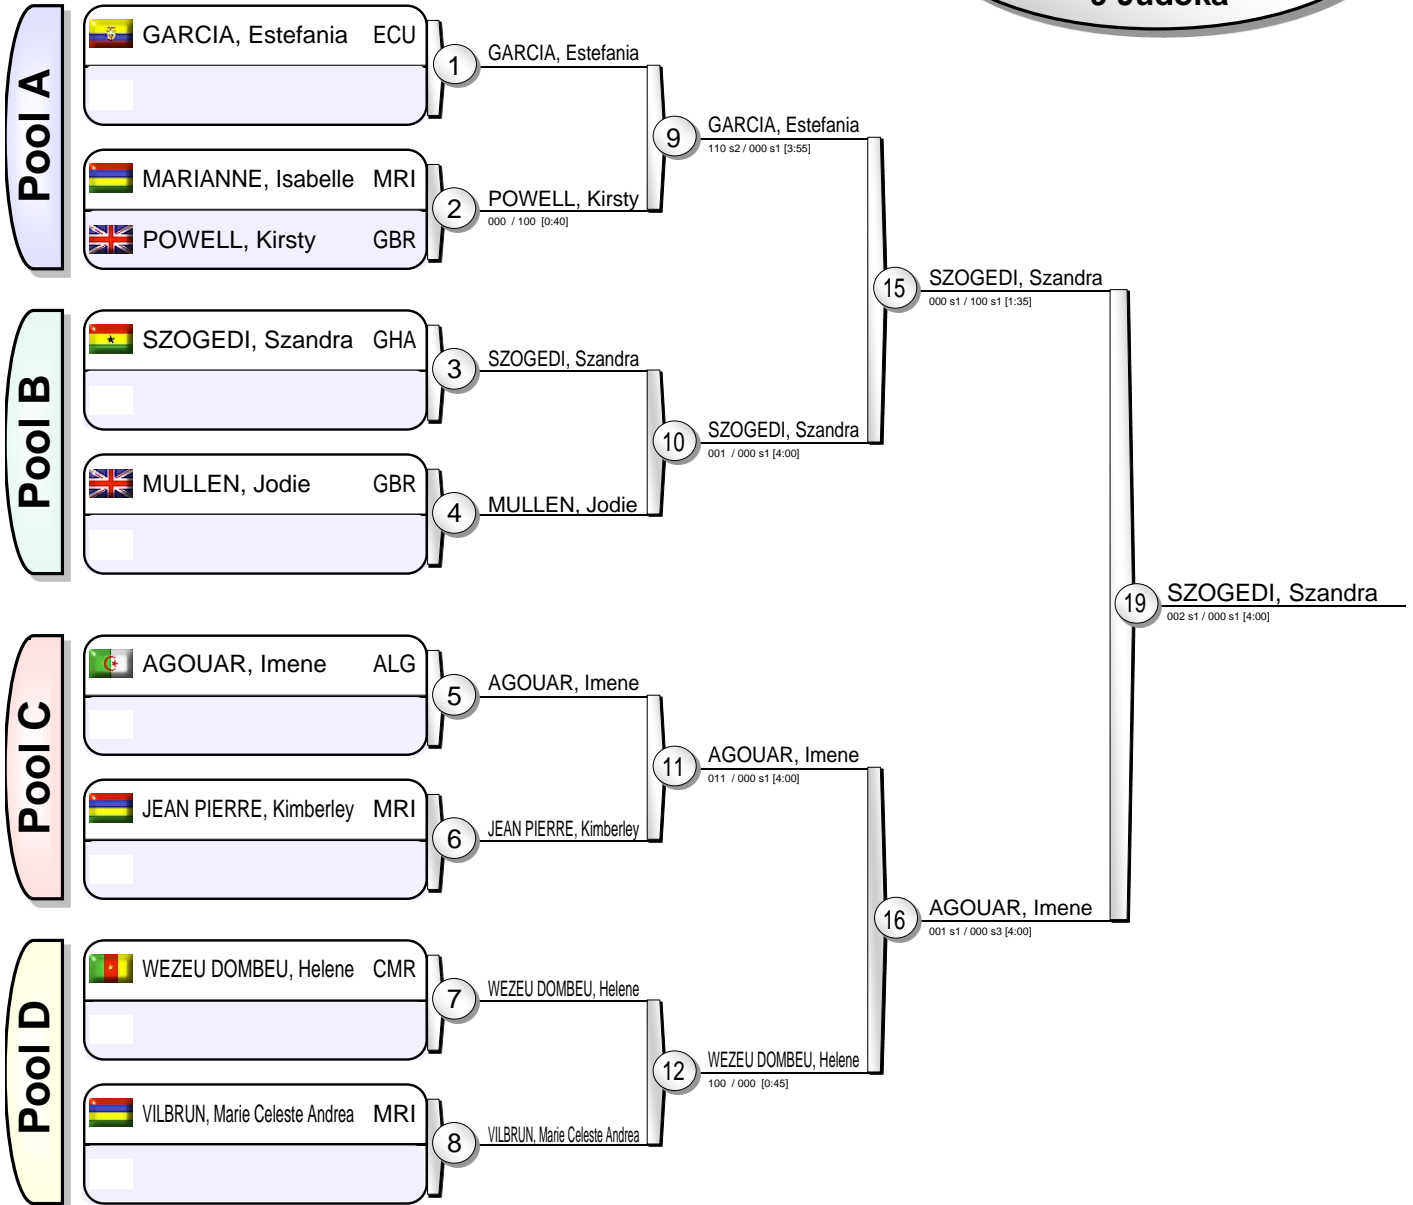 9 Judoka
Pool A
GARCIA, Estefania ECU
1
GARCIA, Estefania
MARIANNE, Isabelle MRI
POWELL, Kirsty GBR
2
POWELL, Kirsty
000 / 100 [0:40]
9
GARCIA, Estefania
110 s2 / 000 s1 [3:55]
Pool B
SZOGEDI, Szandra GHA
3
SZOGEDI, Szandra
MULLEN, Jodie GBR
4
MULLEN, Jodie
10
SZOGEDI, Szandra
001 / 000 s1 [4:00]
15
SZOGEDI, Szandra
000 s1 / 100 s1 [1:35]
Pool C
AGOUAR, Imene ALG
5
AGOUAR, Imene
JEAN PIERRE, Kimberley MRI
6
JEAN PIERRE, Kimberley
11
AGOUAR, Imene
011 / 000 s1 [4:00]
Pool D
WEZEU DOMBEU, Helene CMR
7
WEZEU DOMBEU, Helene
VILBRUN, Marie Celeste Andrea MRI
8
VILBRUN, Marie Celeste Andrea
12
WEZEU DOMBEU, Helene
100 / 000 [0:45]
16
AGOUAR, Imene
001 s1 / 000 s3 [4:00]
19
SZOGEDI, Szandra
002 s1 / 000 s1 [4:00]